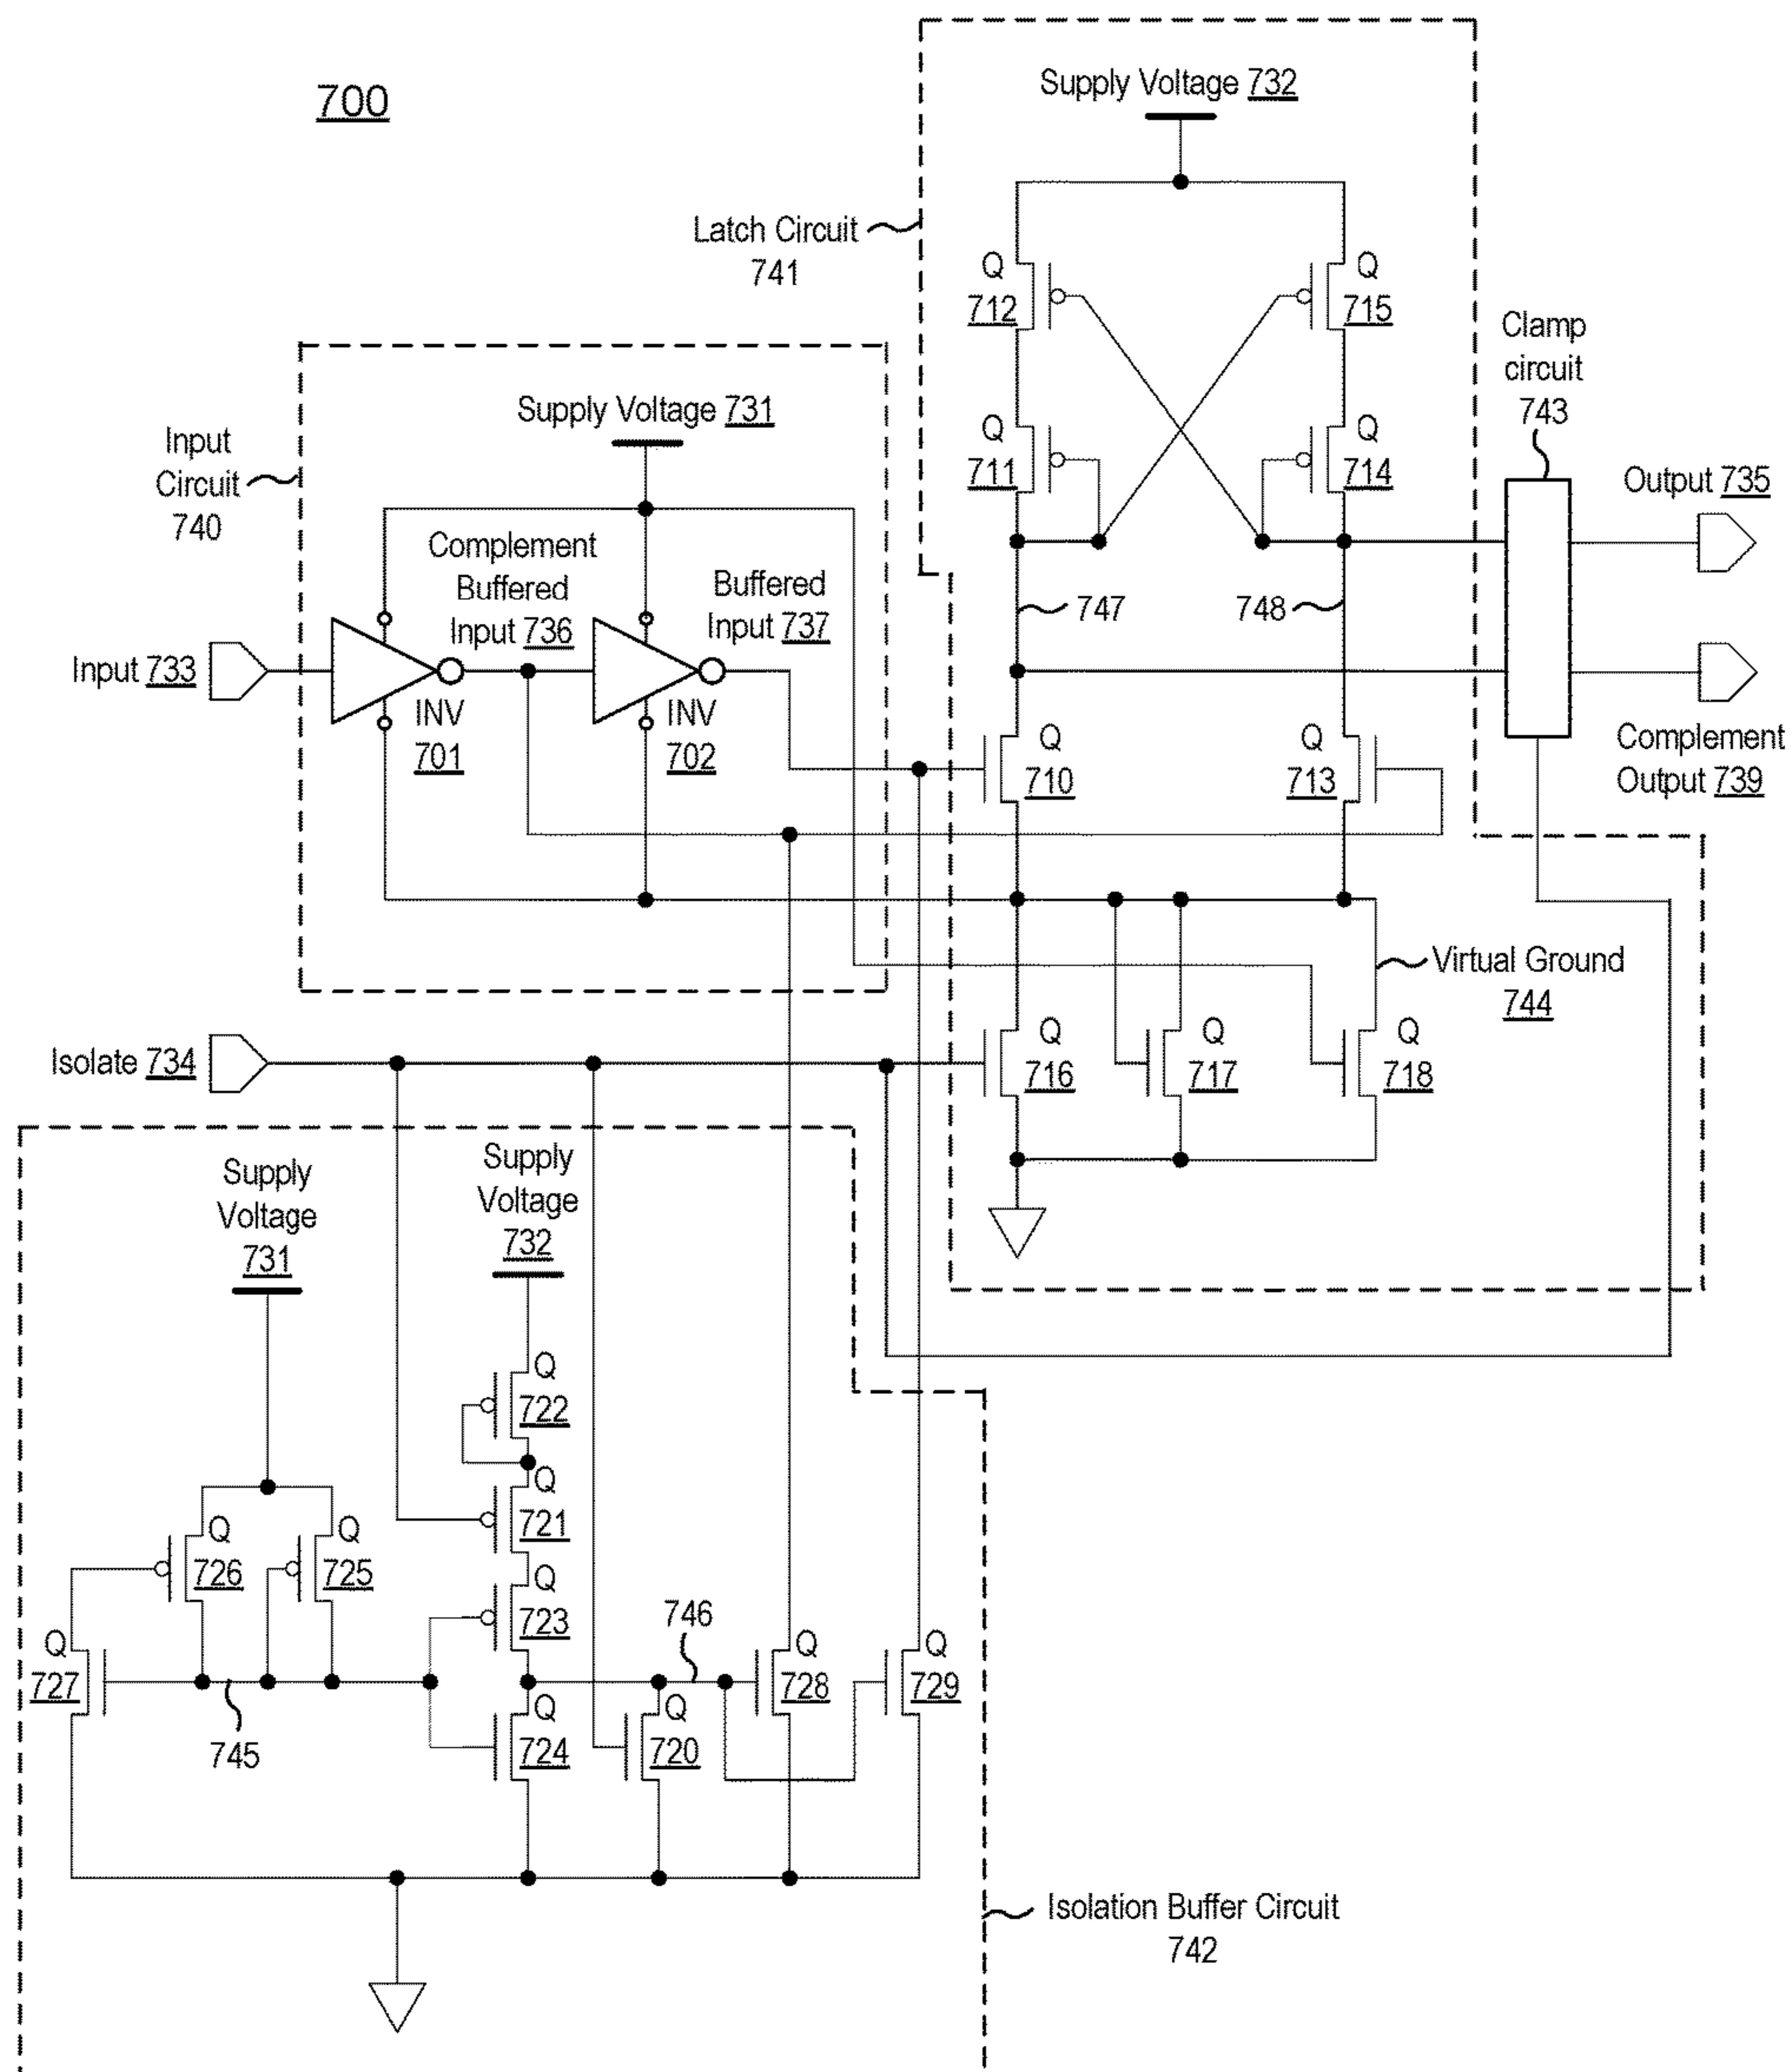 700
Supply Voltage 732
Latch Circuit
741
Q
712
Q
715
Clamp
circuit
743
Input
Circuit
740
Supply Voltage 731
Q
711
Q
714
Output 735
Complement
Buffered
Input 736
Buffered
Input 737
747
748
Input 733
INV
701
INV
702
Q
710
Q
713
Complement
Output 739
Virtual Ground
744
Isolate 734
Q
716
Q
717
Q
718
Supply
Voltage
731
Supply
Voltage
732
Q
722
Q
721
Q
726
Q
725
Q
723
746
Q
727
Q
728
Q
729
745
Q
724
Q
720
Isolation Buffer Circuit
742